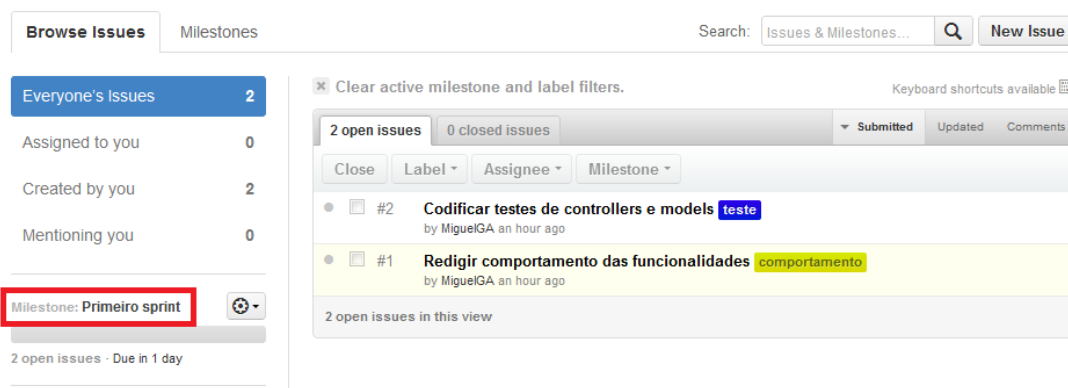 Browse Issues Milestones Search: Issues & Milestones... New Issue
Everyone's Issues 2
Assigned to you 0
Created by you 2
Mentioning you 0
Milestone: Primeiro sprint
2 open issues · Due in 1 day
Clear active milestone and label filters. Keyboard shortcuts available
2 open issues 0 closed issues Submitted Updated Comments
Close Label Assignee Milestone
#2 Codificar testes de controllers e models teste
by MiguelGA an hour ago
#1 Redigir comportamento das funcionalidades comportamento
by MiguelGA an hour ago
2 open issues in this view